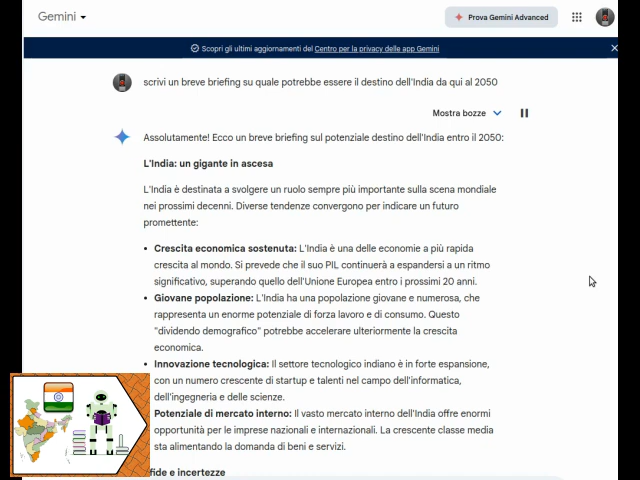 Gemini
Prova Gemini Advanced
Scopri gli ultimi aggiornamenti del Centro per la privacy delle app Gemini
scrivi un breve briefing su quale potrebbe essere il destino dell'India da qui al 2050
Mostra bozze
Assolutamente! Ecco un breve briefing sul potenziale destino dell'India entro il 2050:
L'India: un gigante in ascesa
L'India è destinata a svolgere un ruolo sempre più importante sulla scena mondiale
nei prossimi decenni. Diverse tendenze convergono per indicare un futuro
promettente:
• Crescita economica sostenuta: L'India è una delle economie a più rapida
crescita al mondo. Si prevede che il suo PIL continuerà a espandersi a un ritmo
significativo, superando quello dell'Unione Europea entro i prossimi 20 anni.
• Giovane popolazione: L'India ha una popolazione giovane e numerosa, che
rappresenta un enorme potenziale di forza lavoro e di consumo. Questo
"dividendo demografico" potrebbe accelerare ulteriormente la crescita
economica.
• Innovazione tecnologica: Il settore tecnologico indiano è in forte espansione,
con un numero crescente di startup e talenti nel campo dell'informatica,
dell'ingegneria e delle scienze.
Potenziale di mercato interno: Il vasto mercato interno dell'India offre enormi
opportunità per le imprese nazionali e internazionali. La crescente classe media
sta alimentando la domanda di beni e servizi.
fide e incertezze